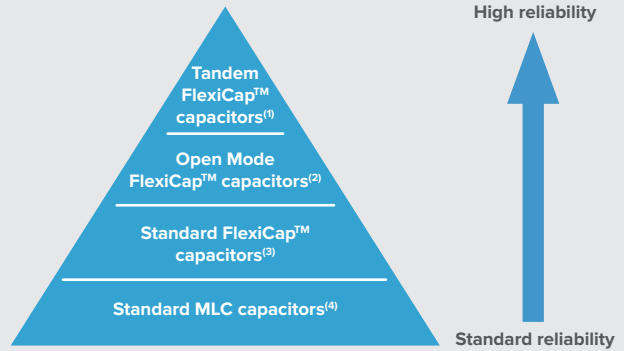 High reliability
Tandem
FlexiCap™
capacitors⁽¹⁾
Open Mode
FlexiCap™ capacitors⁽²⁾
Standard FlexiCap™
capacitors⁽³⁾
Standard MLC capacitors⁽⁴⁾
Standard reliability